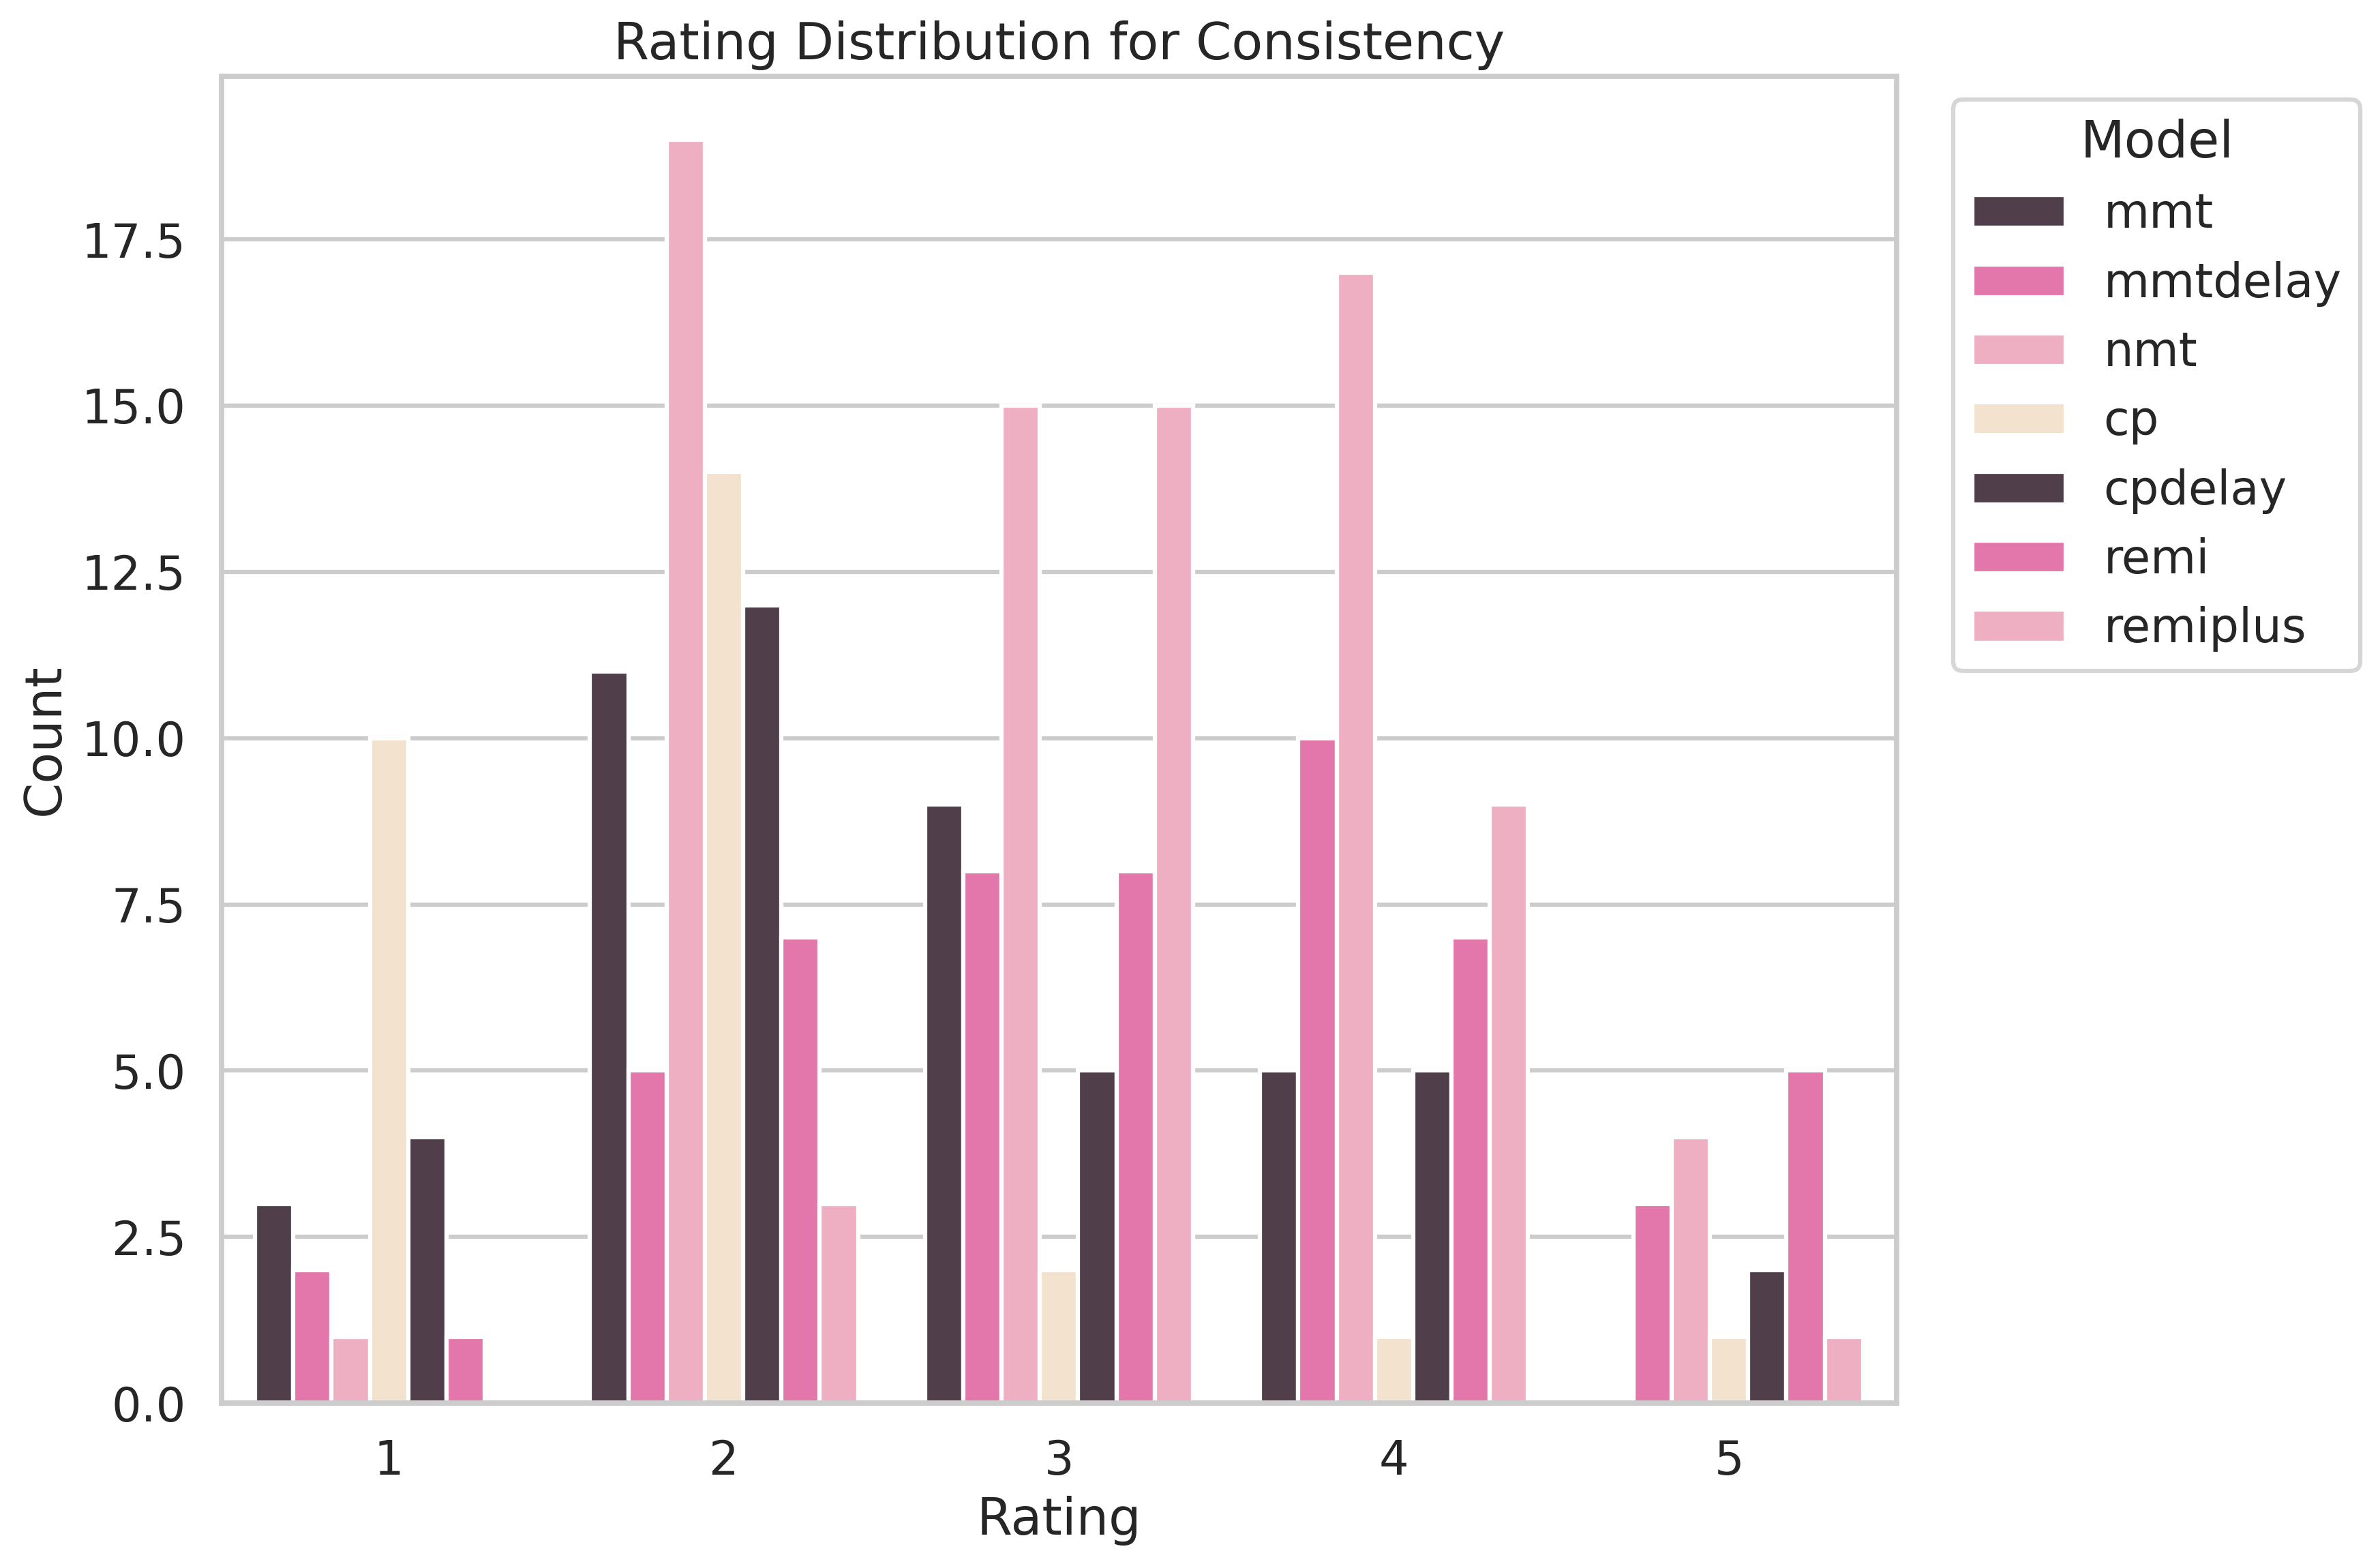 Rating Distribution for Consistency
Count
17.5
15.0
12.5
10.0
7.5
5.0
2.5
0.0
1 2 3 4 5
Rating
Model
mmt
mmtdelay
nmt
cp
cpdelay
remi
remiplus